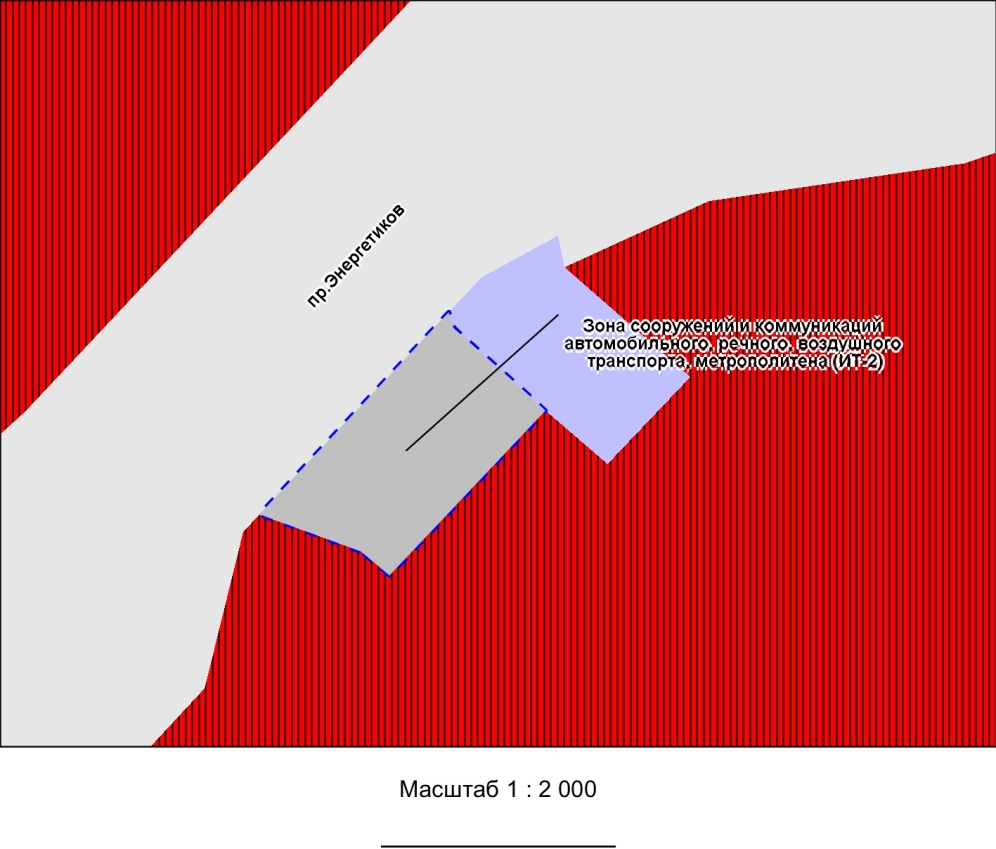 пр.Энергетиков
Зона сооружений и коммуникаций
автомобильного, речного, воздушного
транспорта, метрополитена (ИТ-2)
Масштаб 1 : 2 000